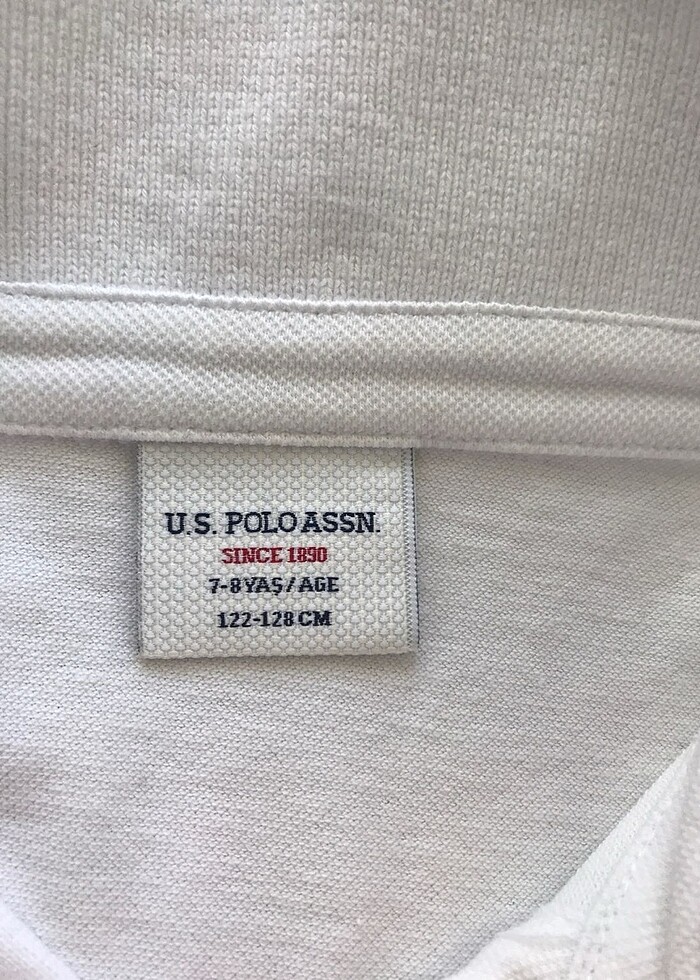 U.S. POLO ASSN.
SINCE 1890
7-8 YAŞ/AGE
122-128 CM